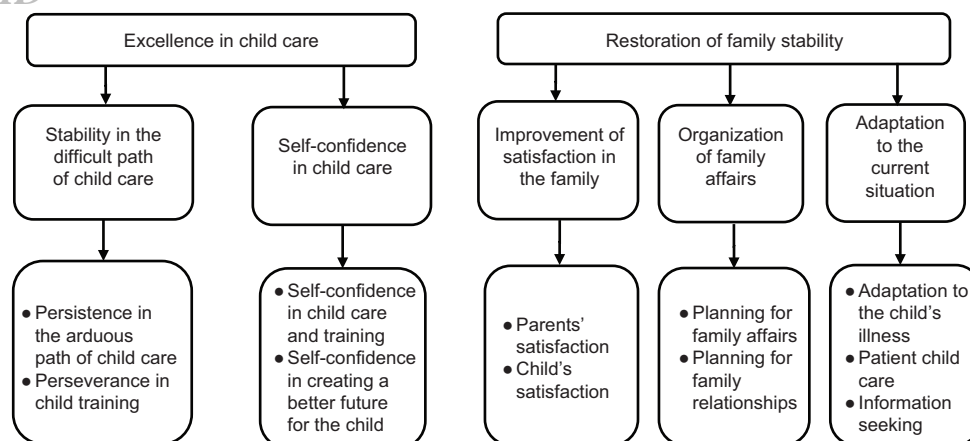 Excellence in child care
Restoration of family stability
Stability in the
difficult path
of child care
Self-confidence
in child care
Improvement of
satisfaction in
the family
Organization
of family
affairs
Adaptation
to the
current
situation
● Persistence in
the arduous
path of child care
● Perseverance in
child training
● Self-confidence
in child care
and training
● Self-confidence
in creating a
better future
for the child
● Parents’
satisfaction
● Child’s
satisfaction
● Planning for
family affairs
● Planning for
family
relationships
● Adaptation to
the child’s
illness
● Patient child
care
● Information
seeking